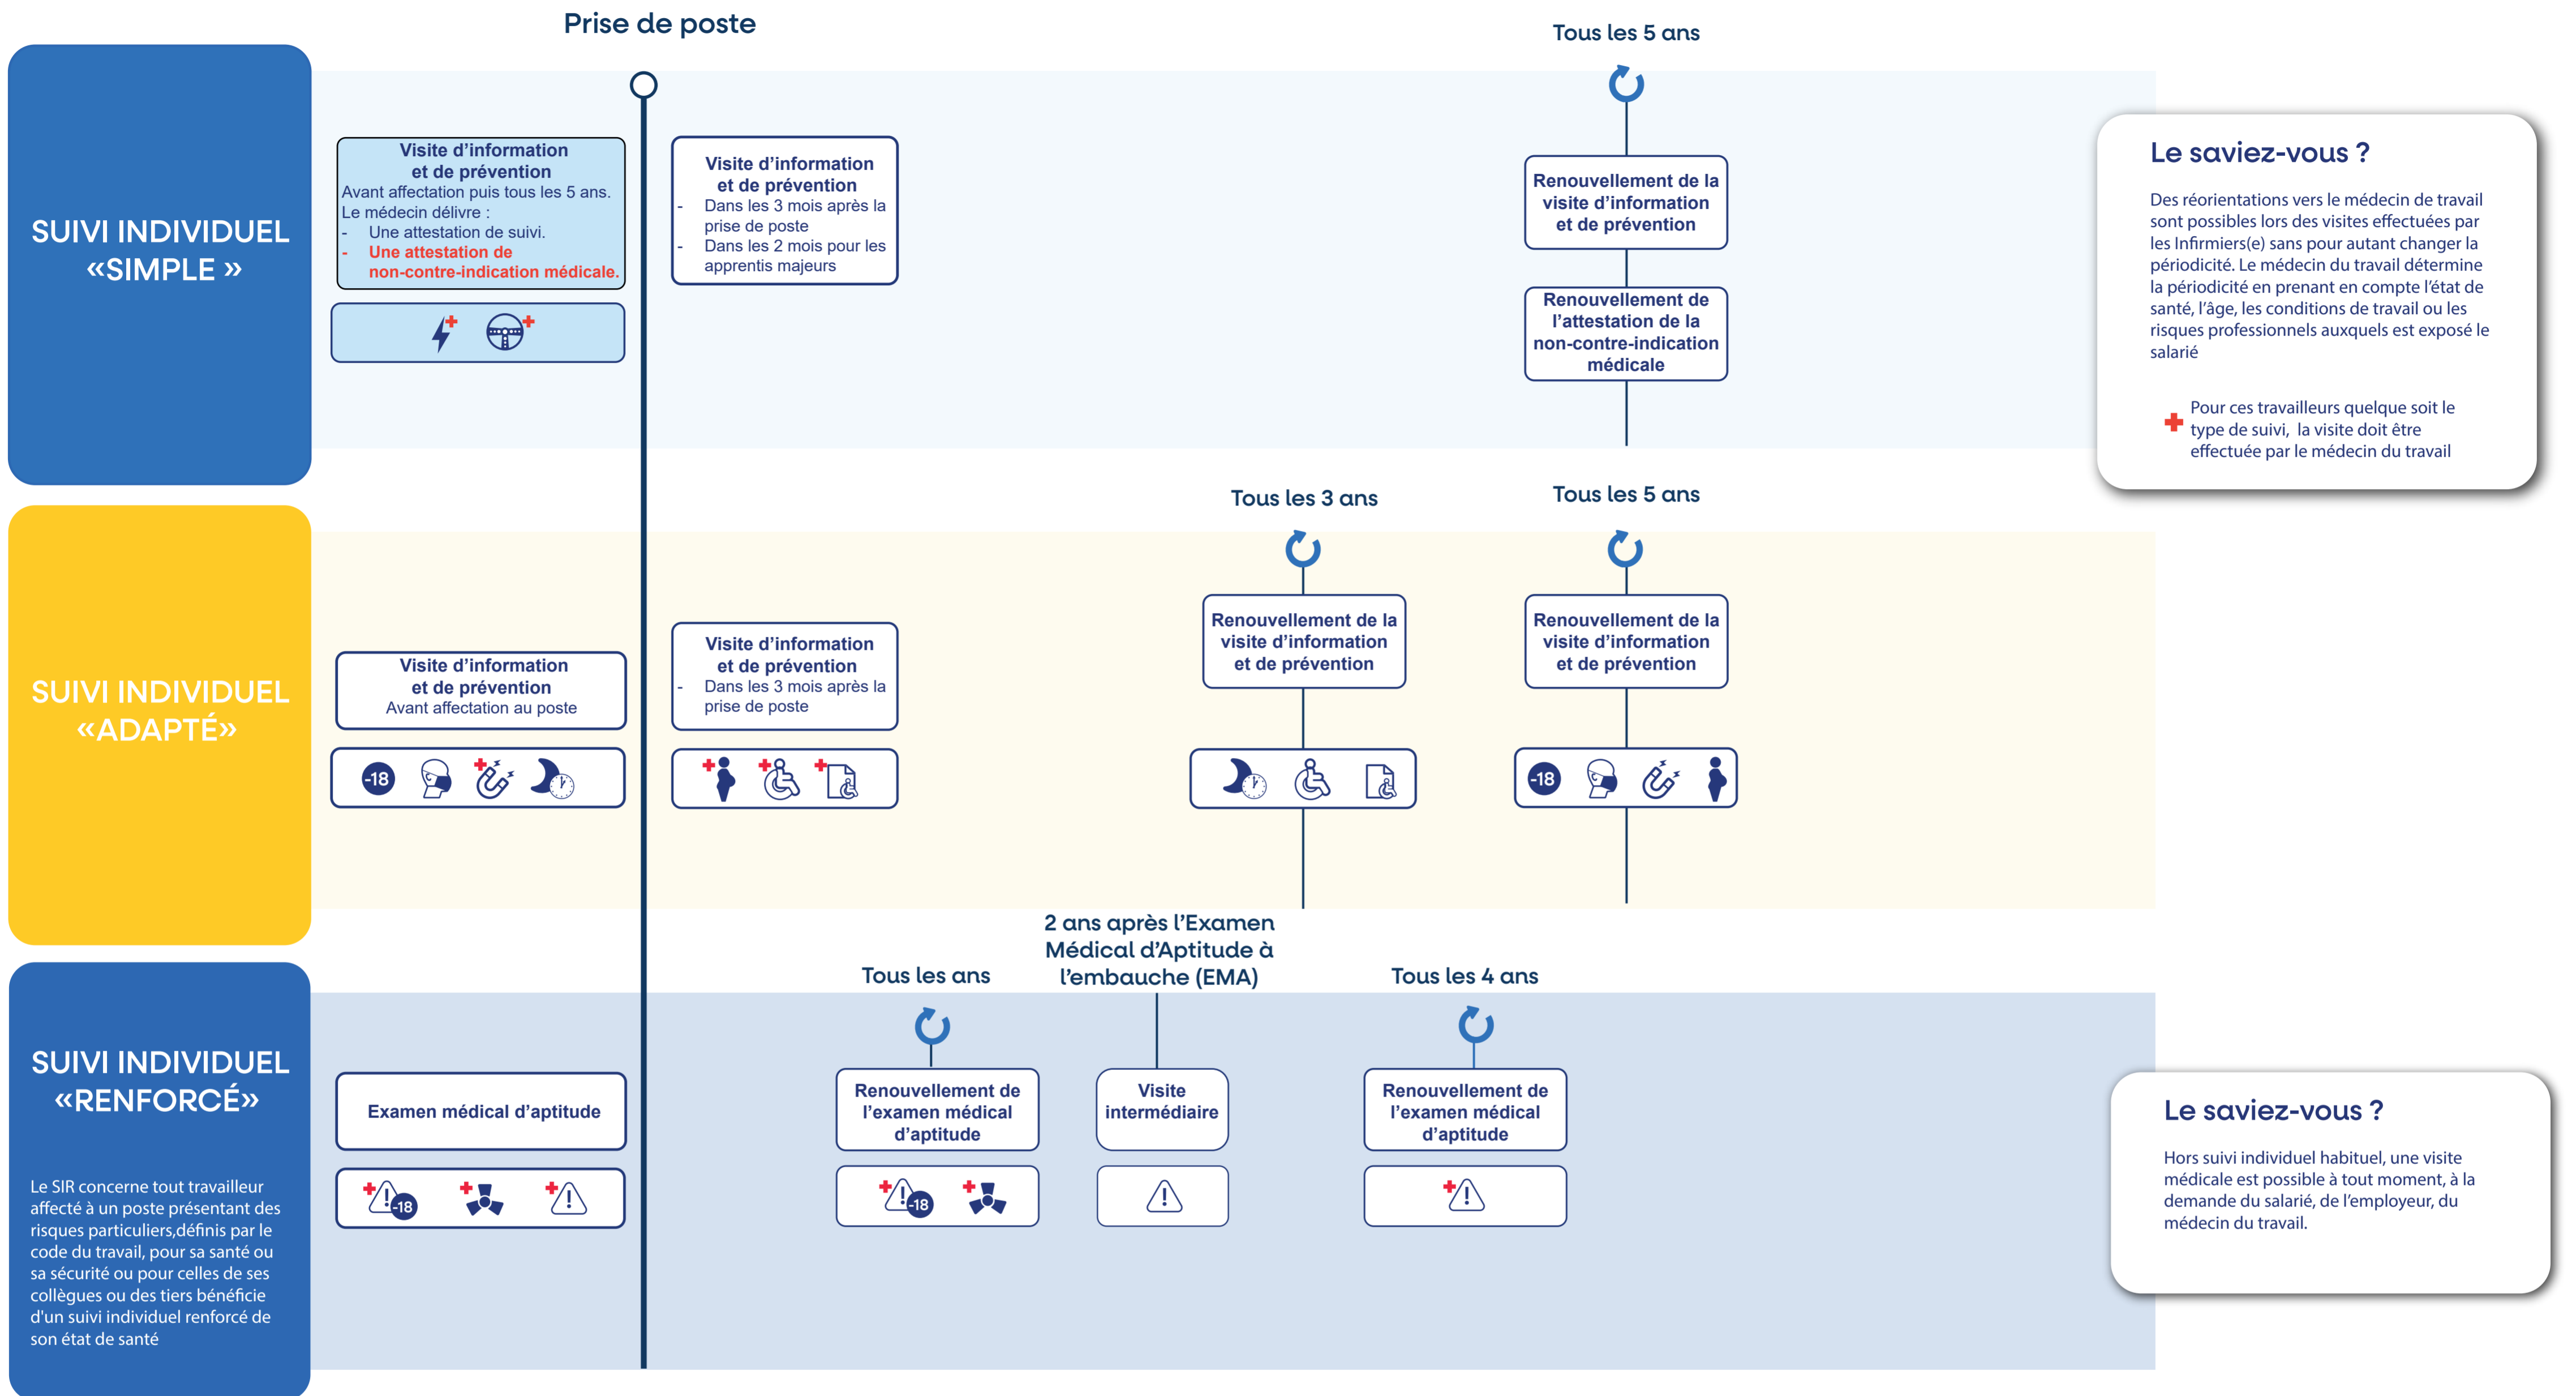 Prise de poste
Tous les 5 ans
SUIVI INDIVIDUEL
«SIMPLE »
Visite d’information
et de prévention
Avant affectation puis tous les 5 ans.
Le médecin délivre :
- Une attestation de suivi.
- Une attestation de
non-contre-indication médicale.
Visite d’information
et de prévention
- Dans les 3 mois après la
prise de poste
- Dans les 2 mois pour les
apprentis majeurs
Renouvellement de la
visite d’information
et de prévention
Renouvellement de
l’attestation de la
non-contre-indication
médicale
Le saviez-vous ?
Des réorientations vers le médecin de travail
sont possibles lors des visites effectuées par
les Infirmiers(e) sans pour autant changer la
périodicité. Le médecin du travail détermine
la périodicité en prenant en compte l’état de
santé, l’âge, les conditions de travail ou les
risques professionnels auxquels est exposé le
salarié
Pour ces travailleurs quelque soit le
type de suivi, la visite doit être
effectuée par le médecin du travail
Tous les 3 ans
Tous les 5 ans
SUIVI INDIVIDUEL
«ADAPTÉ»
Visite d’information
et de prévention
Avant affectation au poste
-18
Visite d’information
et de prévention
- Dans les 3 mois après la
prise de poste
Renouvellement de la
visite d’information
et de prévention
Renouvellement de la
visite d’information
et de prévention
-18
Tous les ans
2 ans après l’Examen
Médical d’Aptitude à
l’embauche (EMA)
Tous les 4 ans
SUIVI INDIVIDUEL
«RENFORCÉ»
Le SIR concerne tout travailleur
affecté à un poste présentant des
risques particuliers,définis par le
code du travail, pour sa santé ou
sa sécurité ou pour celles de ses
collègues ou des tiers bénéficie
d'un suivi individuel renforcé de
son état de santé
Examen médical d’aptitude
-18
Renouvellement de
l’examen médical
d’aptitude
-18
Visite
intermédiaire
Renouvellement de
l’examen médical
d’aptitude
Le saviez-vous ?
Hors suivi individuel habituel, une visite
médicale est possible à tout moment, à la
demande du salarié, de l’employeur, du
médecin du travail.